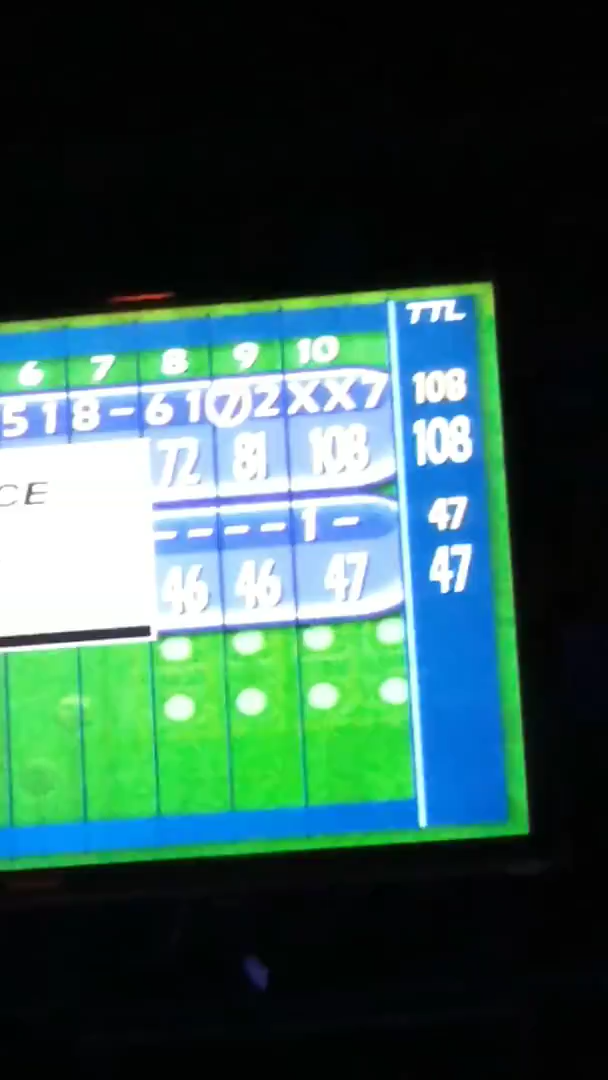 TTL
6 7 8 9 10
5 1 8 - 6 1 7 2 X X 7 108
72 81 108 108
CE
- - - - 1 - 47
46 46 47 47